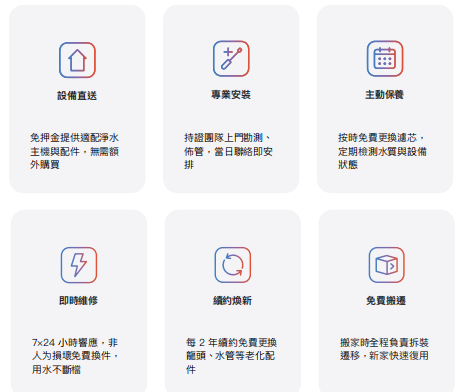 設備直送
專業安裝
主動保養
免押金提供適配淨水
主機與配件，無需額
外購買
持證團隊上門勘測、
佈管，當日聯絡即安
排
按時免費更換濾芯，
定期檢測水質與設備
狀態
即時維修
續約煥新
免費搬遷
7×24 小時響應，非
人為損壞免費換件，
用水不斷檔
每 2 年續約免費更換
龍頭、水管等老化配
件
搬家時全程負責拆裝
遷移，新家快速復用